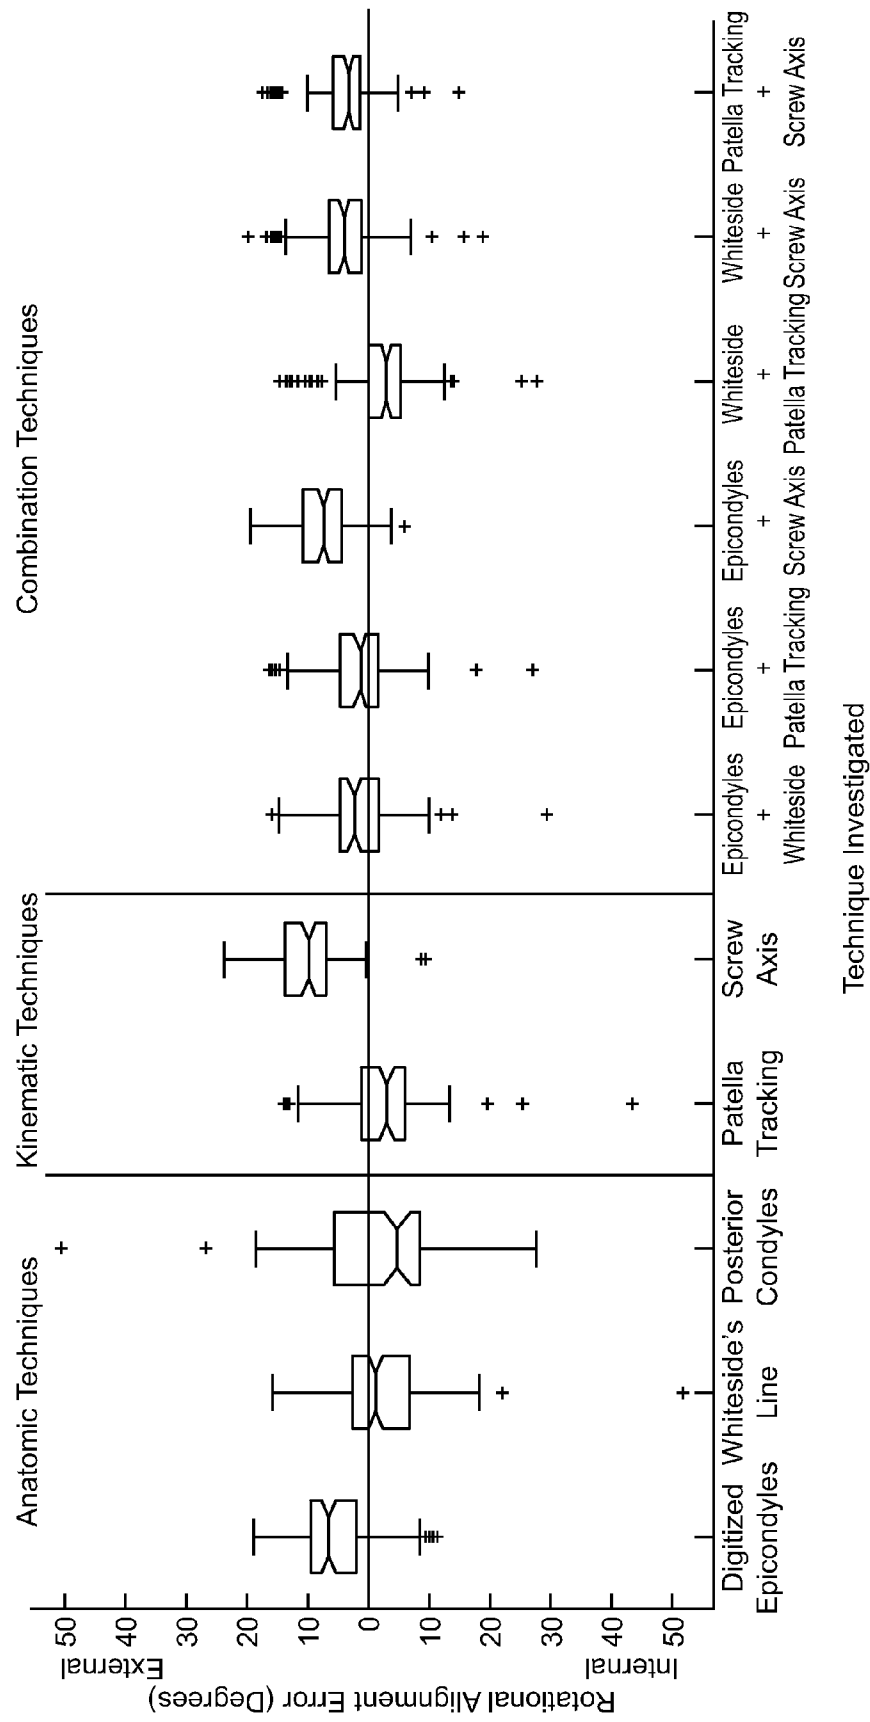 Anatomic Techniques Kinematic Techniques Combination Techniques
Rotational Alignment Error (Degrees)
External
Internal
50
40
30
20
10
0
10
20
30
40
50
Digitized
Epicondyles
Whiteside's
Line
Posterior
Condyles
Patella
Tracking
Screw
Axis
Epicondyles
+
Whiteside
Epicondyles
+
Patella Tracking
Epicondyles
+
Screw Axis
Whiteside
+
Patella Tracking
Whiteside
+
Screw Axis
Patella Tracking
+
Screw Axis
Technique Investigated